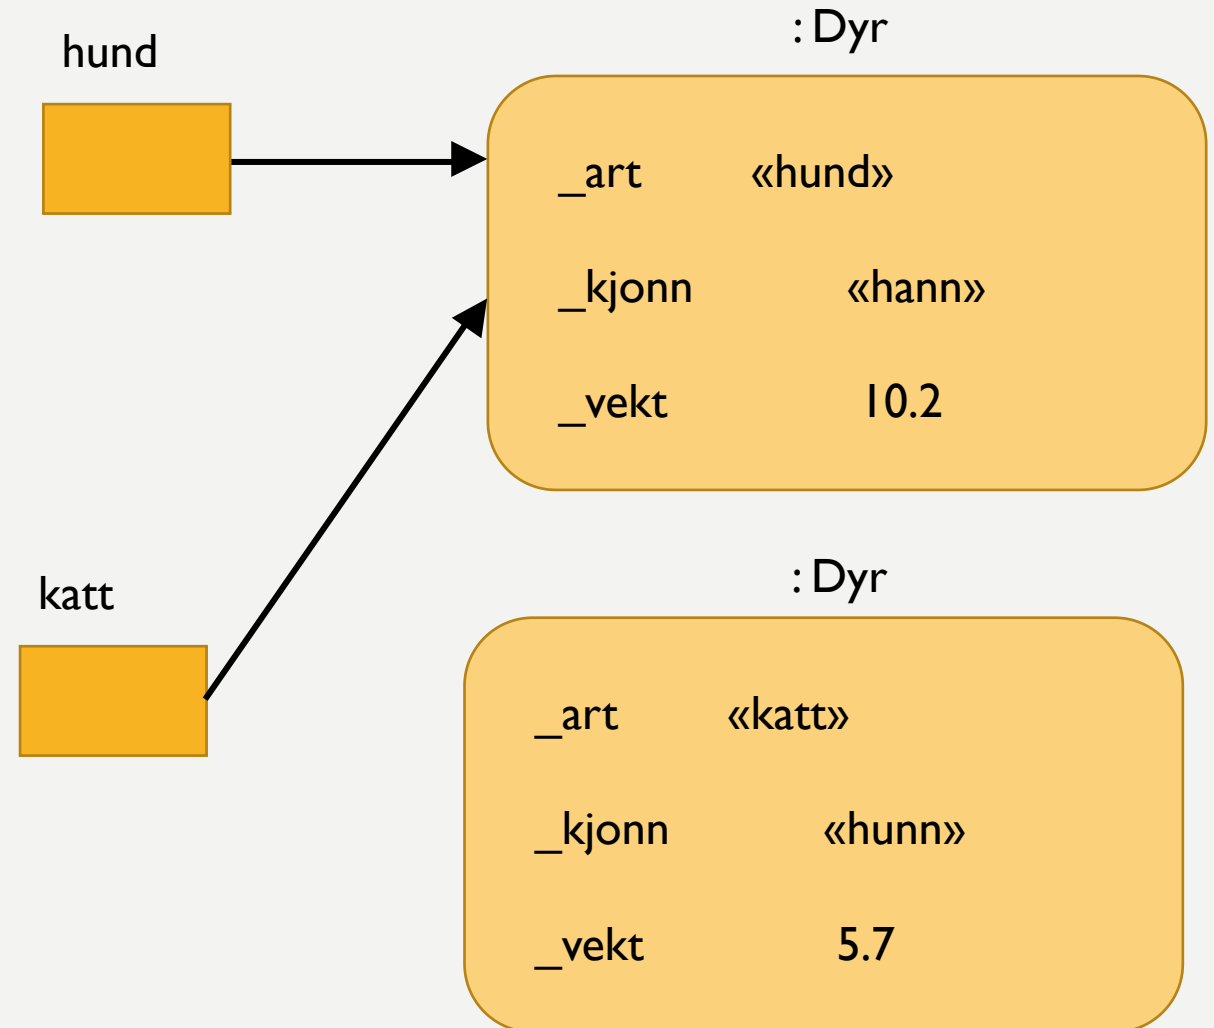 hund
: Dyr
_art «hund»
_kjonn «hann»
_vekt 10.2
katt
: Dyr
_art «katt»
_kjonn «hunn»
_vekt 5.7